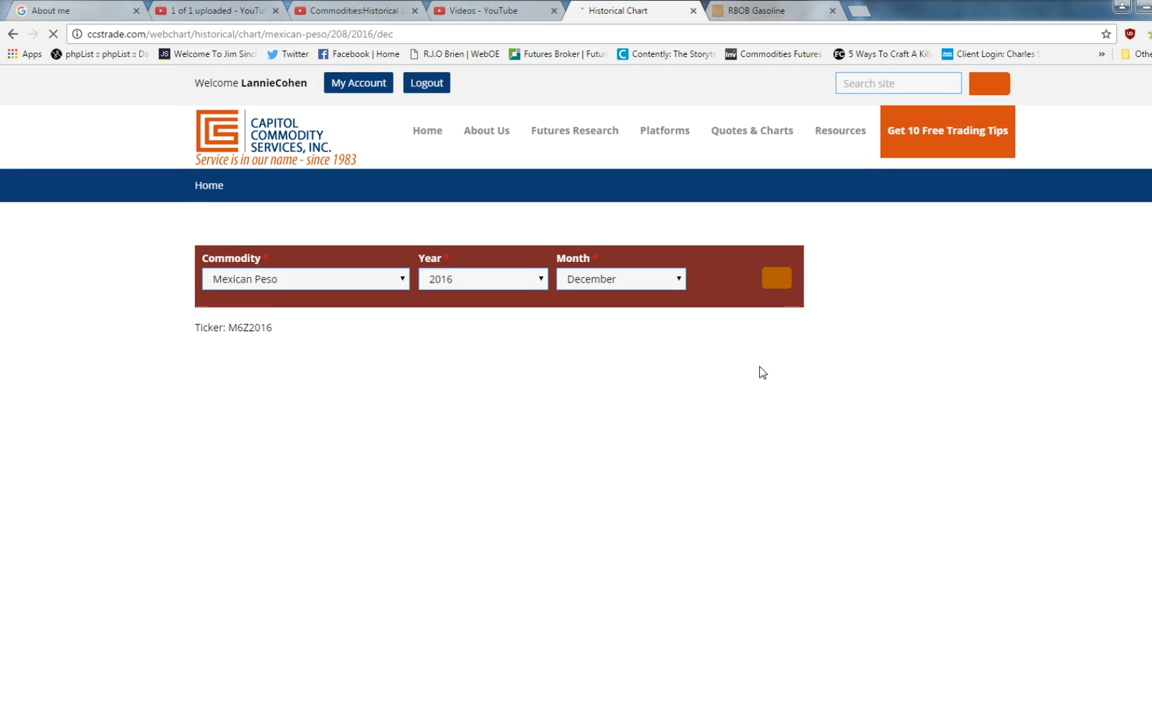 About me
1 of 1 uploaded - YouTu
Commodities:Historical
Videos - YouTube
Historical Chart
RBOB Gasoline
ccstrade.com/webchart/historical/chart/mexican-peso/208/2016/dec
Apps
phpList :: phpList :: Da
Welcome To Jim Sinc
Twitter
Facebook | Home
R.J.O Brien | WebOE
Futures Broker | Futu
Contently: The Storyt
Commodities Futures
5 Ways To Craft A Kill
Client Login: Charles S
»
Othe
Welcome LannieCohen
My Account
Logout
Search site
CAPITOL
COMMODITY
SERVICES, INC.
Service is in our name - since 1983
Home
About Us
Futures Research
Platforms
Quotes & Charts
Resources
Get 10 Free Trading Tips
Home
Commodity *
Year *
Month *
Mexican Peso
2016
December
Ticker: M6Z2016